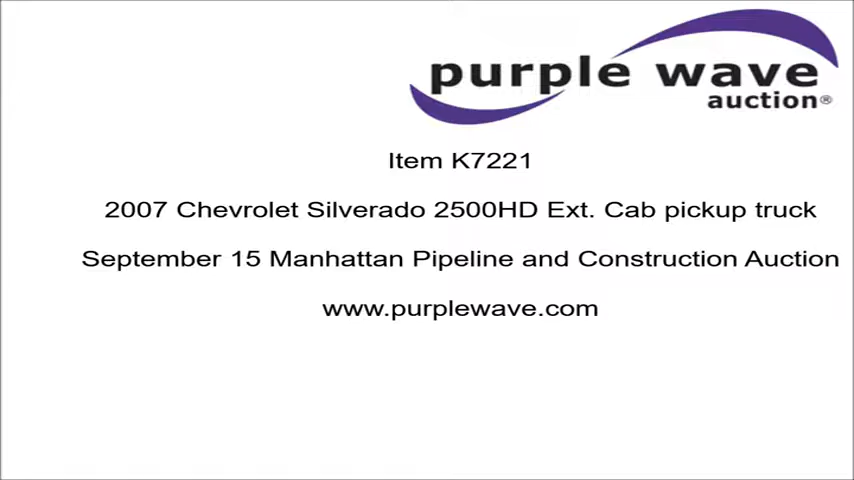 purple wave
auction®
Item K7221
2007 Chevrolet Silverado 2500HD Ext. Cab pickup truck
September 15 Manhattan Pipeline and Construction Auction
www.purplewave.com